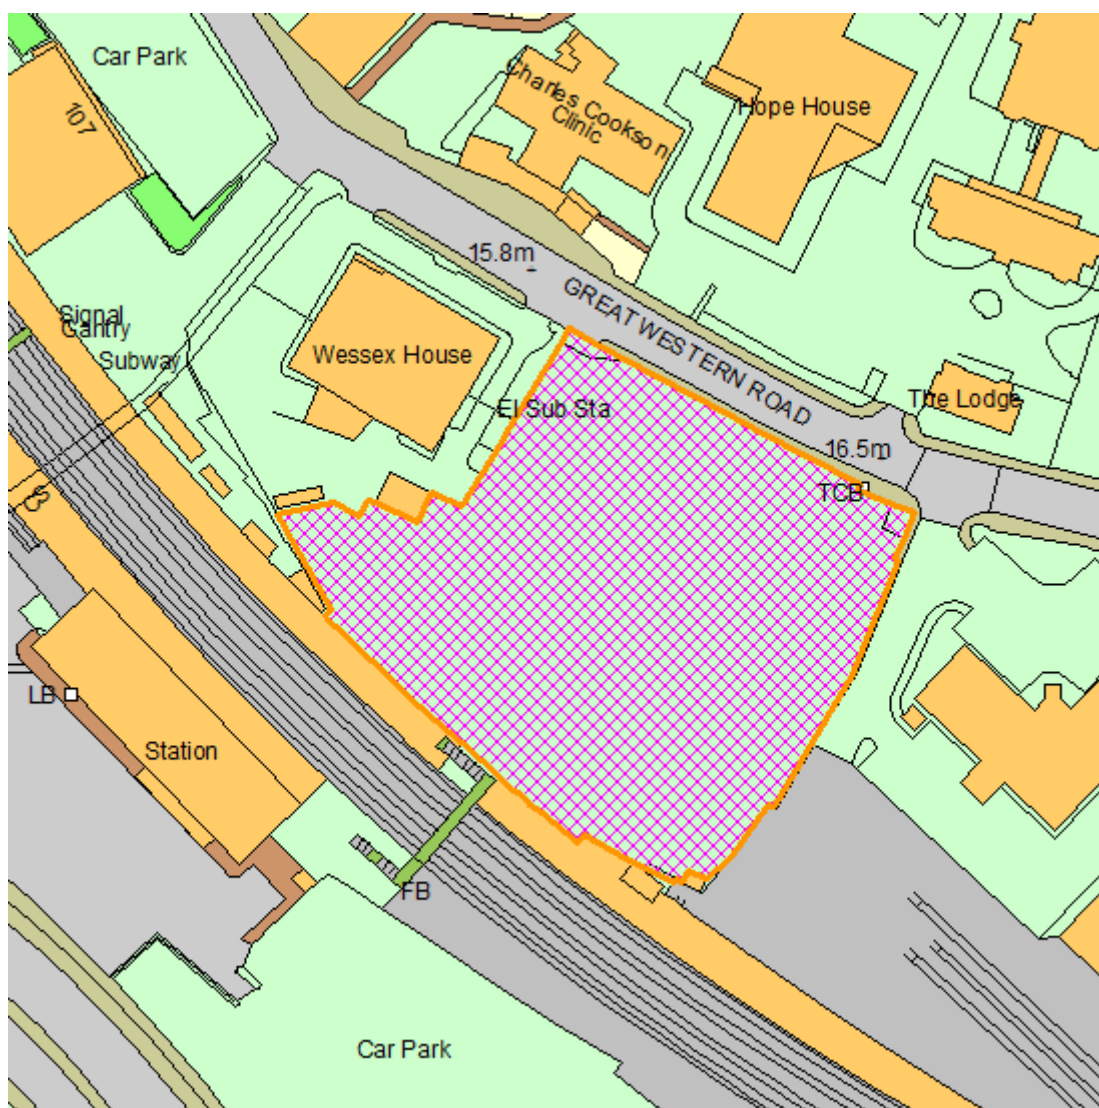 Car Park
107
Charles Cookson
Clinic
Hope House
15.8m
GREAT WESTERN ROAD
Signal
Gantry
Subway
Wessex House
El Sub Sta
The Lodge
16.5m
TCB
LB
Station
FB
Car Park